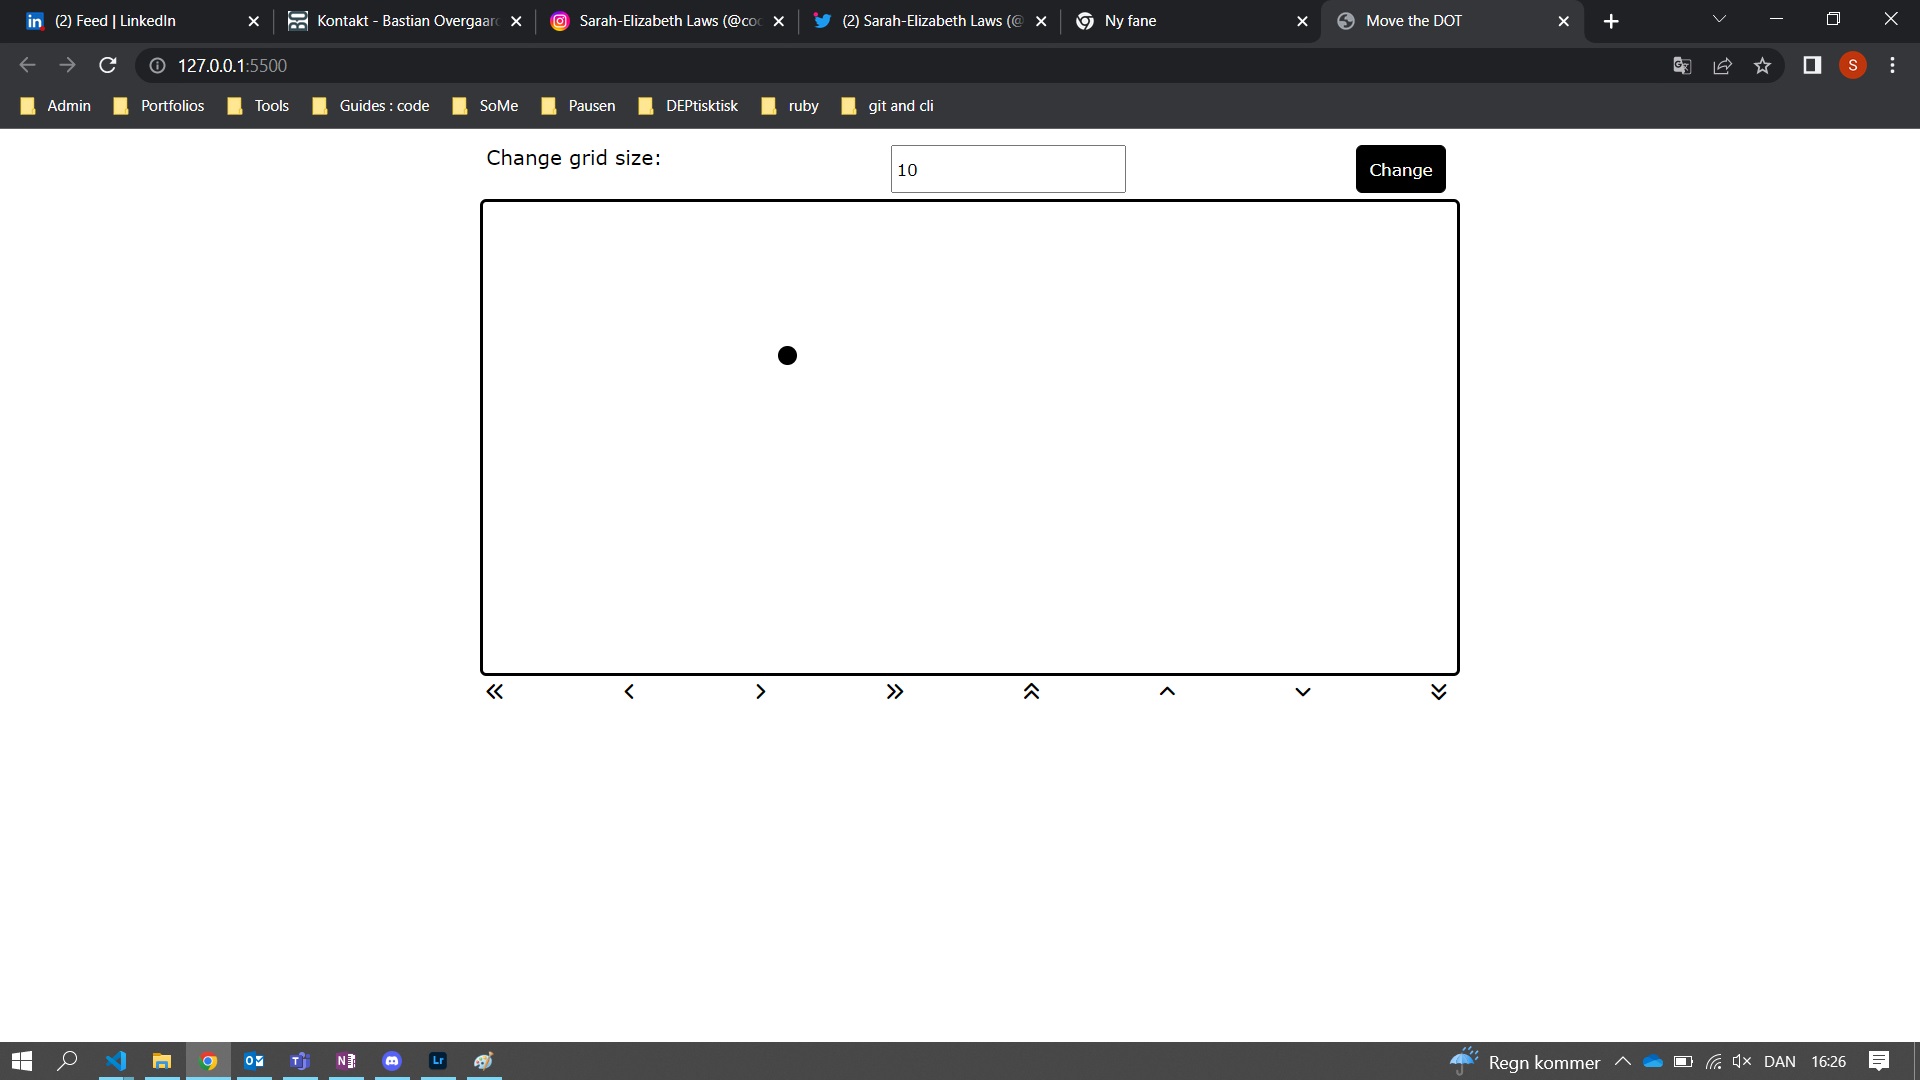 (2) Feed | LinkedIn
Kontakt - Bastian Overgaar
Sarah-Elizabeth Laws (@coc
(2) Sarah-Elizabeth Laws (@
Ny fane
Move the DOT
127.0.0.1:5500
S
Admin
Portfolios
Tools
Guides : code
SoMe
Pausen
DEPtisktisk
ruby
git and cli
Change grid size:
10
Change
Regn kommer
DAN
16:26